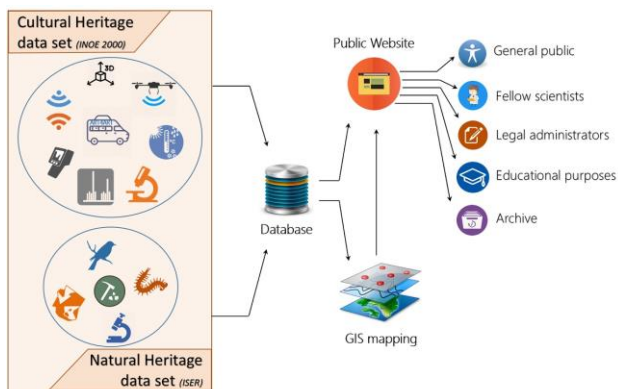 Cultural Heritage
data set (INOE 2000)
3D
Natural Heritage
data set (ISER)
Database
Public Website
GIS mapping
General public
Fellow scientists
Legal administrators
Educational purposes
Archive